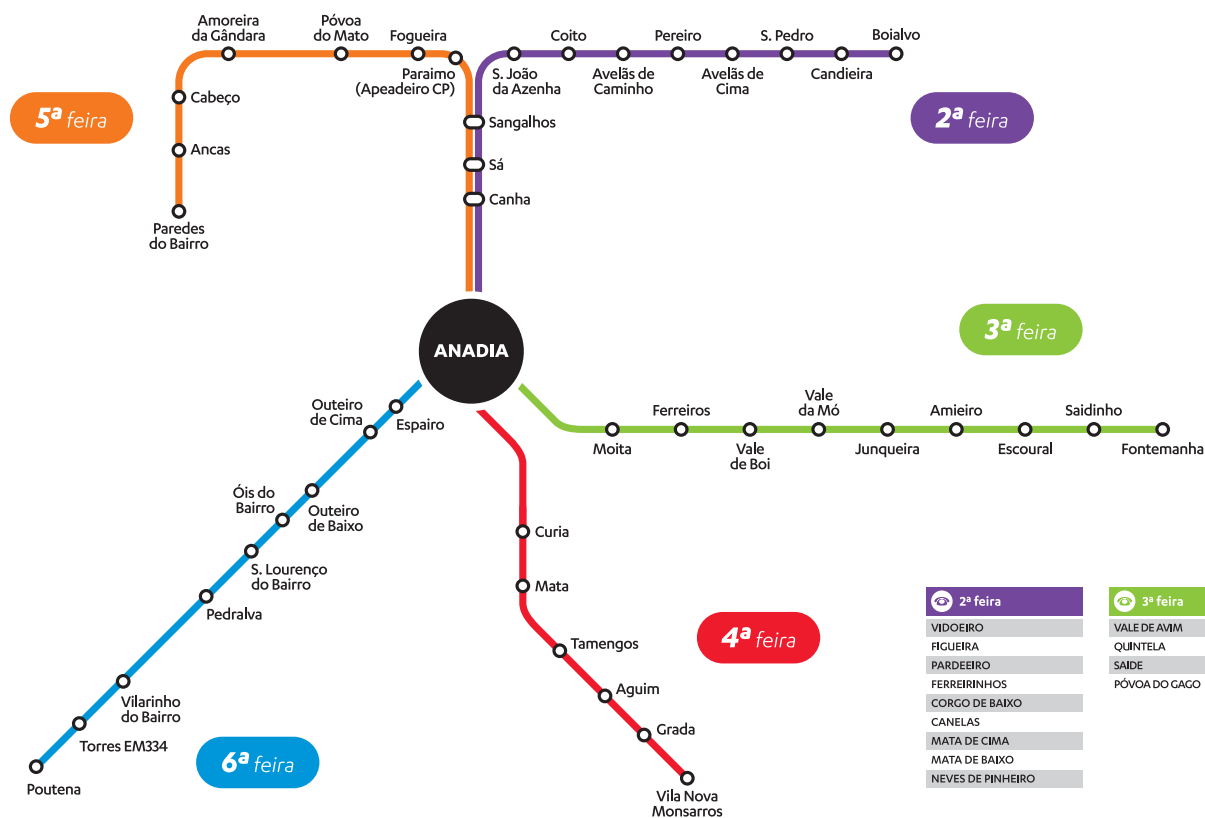 Amoreira
da Gândara
Póvoa
do Mato
Fogueira
Paraimo
(Apeadeiro CP)
Cabeço
Ancas
Paredes
do Bairro
5ª feira
S. João
da Azenha
Coito
Avelãs de
Caminho
Pereiro
Avelãs de
Cima
S. Pedro
Candieira
Boialvo
2ª feira
Sangalhos
Sá
Canha
ANADIA
3ª feira
Moita
Ferreiros
Vale
de Boi
Vale
da Mó
Junqueira
Amieiro
Escoural
Saidinho
Fontemanha
Outeiro
de Cima
Espairo
Óis do
Bairro
Outeiro
de Baixo
S. Lourenço
do Bairro
Pedralva
Vilarinho
do Bairro
Torres EM334
Poutena
6ª feira
Curia
Mata
Tamengos
Aguim
Grada
Vila Nova
Monsarros
4ª feira
2ª feira
VIDOEIRO
FIGUEIRA
PARDEEIRO
FERREIRINHOS
CORGO DE BAIXO
CANELAS
MATA DE CIMA
MATA DE BAIXO
NEVES DE PINHEIRO
3ª feira
VALE DE AVIM
QUINTELA
SAIDE
PÓVOA DO GAGO